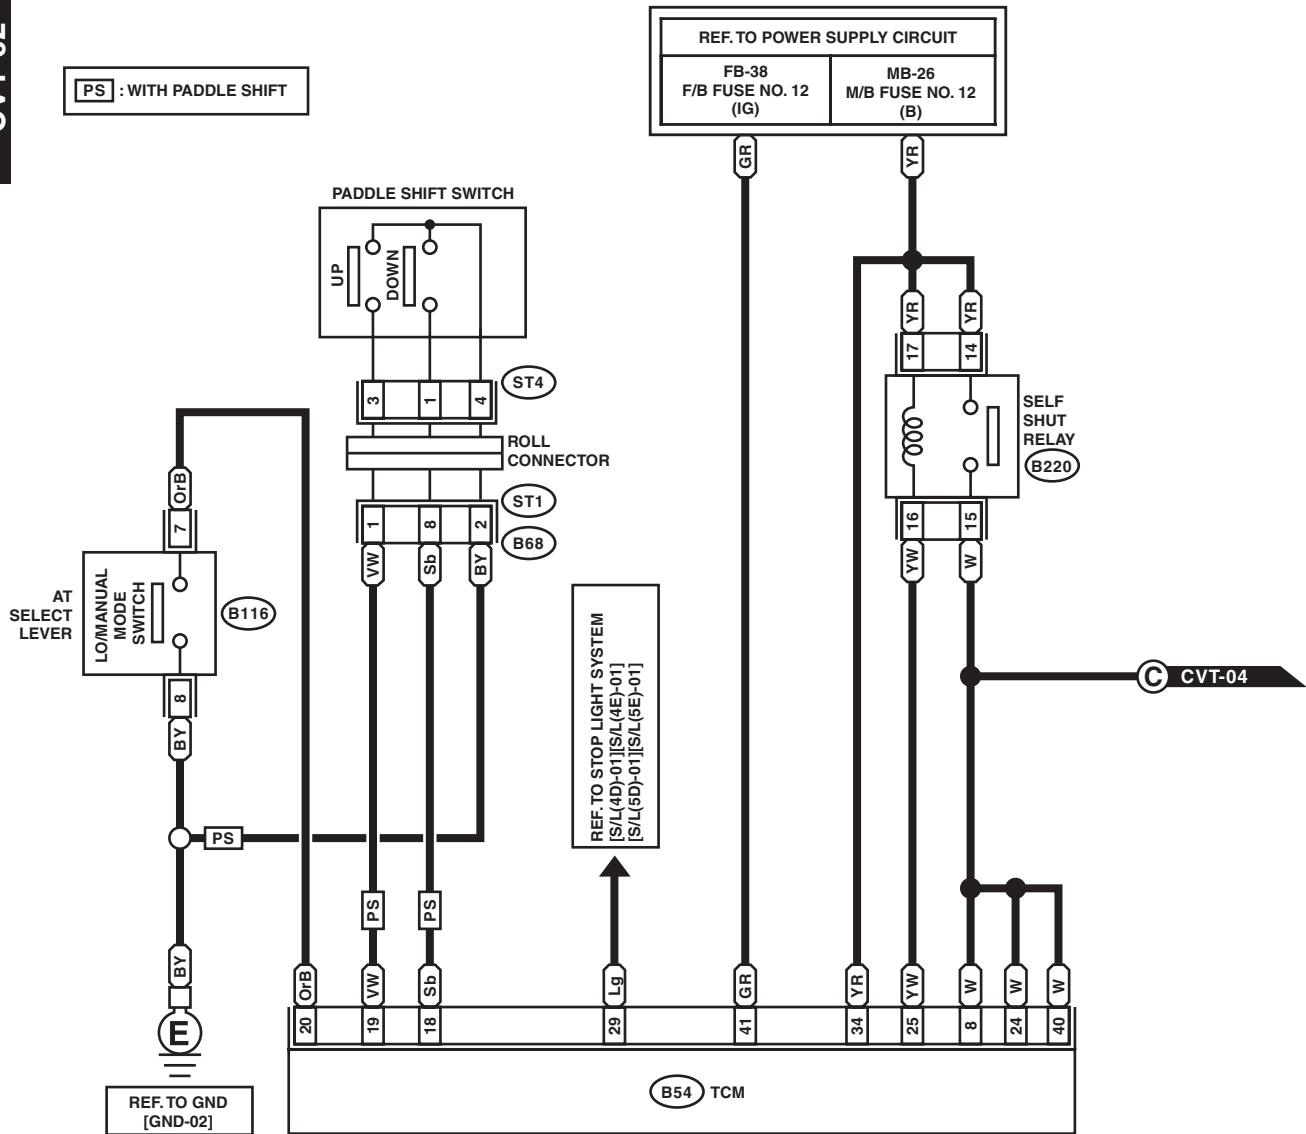 PS : WITH PADDLE SHIFT
REF. TO POWER SUPPLY CIRCUIT
FB-38
F/B FUSE NO. 12
(IG)
MB-26
M/B FUSE NO. 12
(B)
GR
YR
PADDLE SHIFT SWITCH
UP
DOWN
YR
YR
17
14
3
1
4
ST4
SELF
SHUT
RELAY
B220
ROLL
CONNECTOR
OrB
7
ST1
1
8
2
B68
16
15
VW
Sb
BY
YW
W
AT
SELECT
LEVER
LO/MANUAL
MODE
SWITCH
B116
8
BY
REF. TO STOP LIGHT SYSTEM
[S/L(4D)-01][S/L(4E)-01]
[S/L(5D)-01][S/L(5E)-01]
C CVT-04
PS
PS
PS
BY
OrB
VW
Sb
Lg
GR
YR
YW
W
W
W
20
19
18
29
41
34
25
8
24
40
E
B54 TCM
REF. TO GND
[GND-02]